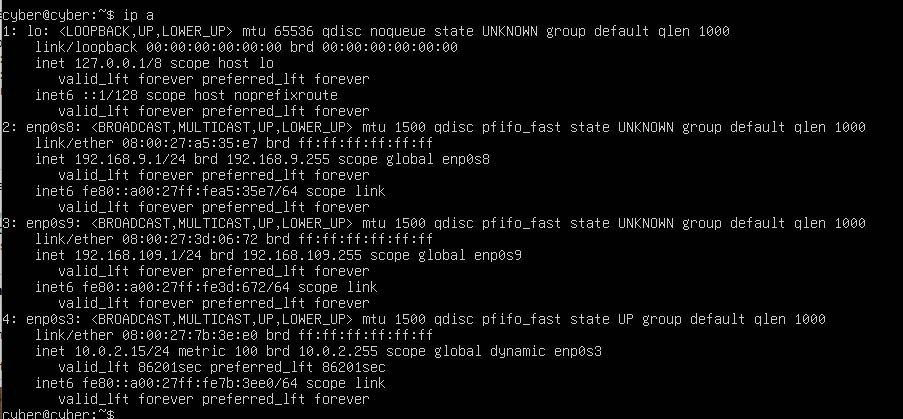 cyber@cyber:~$ ip a
1: lo: <LOOPBACK,UP,LOWER_UP> mtu 65536 qdisc noqueue state UNKNOWN group default qlen 1000
link/loopback 00:00:00:00:00:00 brd 00:00:00:00:00:00
inet 127.0.0.1/8 scope host lo
valid_lft forever preferred_lft forever
inet6 ::1/128 scope host noprefixroute
valid_lft forever preferred_lft forever
2: enp0s8: <BROADCAST,MULTICAST,UP,LOWER_UP> mtu 1500 qdisc pfifo_fast state UNKNOWN group default qlen 1000
link/ether 08:00:27:a5:35:e7 brd ff:ff:ff:ff:ff:ff
inet 192.168.9.1/24 brd 192.168.9.255 scope global enp0s8
valid_lft forever preferred_lft forever
inet6 fe80::a00:27ff:fea5:35e7/64 scope link
valid_lft forever preferred_lft forever
3: enp0s9: <BROADCAST,MULTICAST,UP,LOWER_UP> mtu 1500 qdisc pfifo_fast state UNKNOWN group default qlen 1000
link/ether 08:00:27:3d:06:72 brd ff:ff:ff:ff:ff:ff
inet 192.168.109.1/24 brd 192.168.109.255 scope global enp0s9
valid_lft forever preferred_lft forever
inet6 fe80::a00:27ff:fe3d:672/64 scope link
valid_lft forever preferred_lft forever
4: enp0s3: <BROADCAST,MULTICAST,UP,LOWER_UP> mtu 1500 qdisc pfifo_fast state UP group default qlen 1000
link/ether 08:00:27:7b:3e:e0 brd ff:ff:ff:ff:ff:ff
inet 10.0.2.15/24 metric 100 brd 10.0.2.255 scope global dynamic enp0s3
valid_lft 86201sec preferred_lft 86201sec
inet6 fe80::a00:27ff:fe7b:3ee0/64 scope link
valid_lft forever preferred_lft forever
cyber@cyber:~$